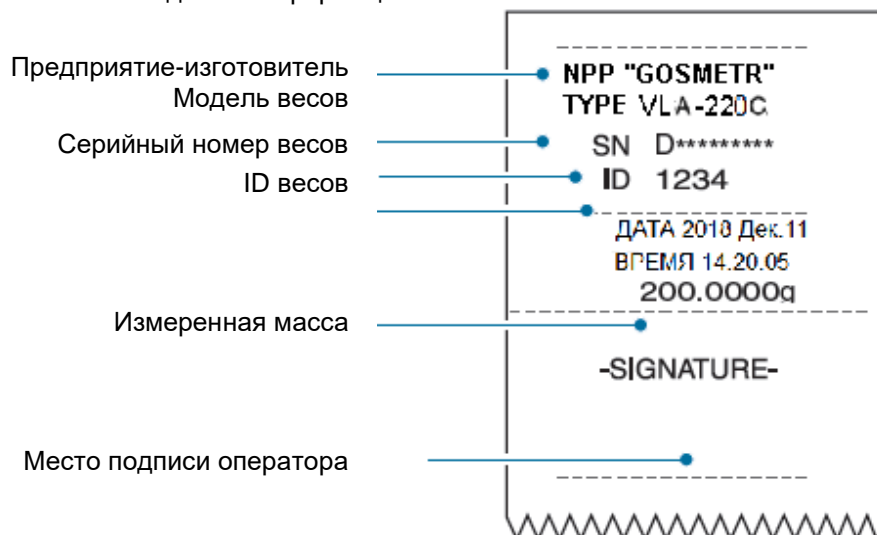 Предприятие-изготовитель
Модель весов
Серийный номер весов
ID весов
Измеренная масса
Место подписи оператора
NPP "GOSMETR"
TYPE VLA-220C
SN D*********
ID 1234
ДАТА 2018 Дек.11
ВРЕМЯ 14.20.05
200.0000g
-SIGNATURE-